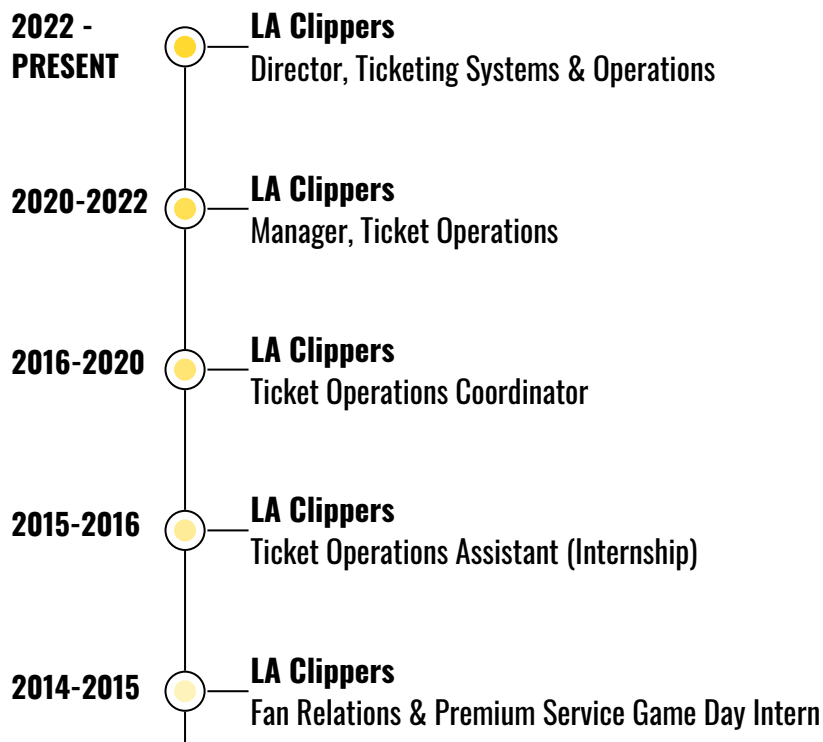 2022 -
PRESENT
LA Clippers
Director, Ticketing Systems & Operations
2020-2022
LA Clippers
Manager, Ticket Operations
2016-2020
LA Clippers
Ticket Operations Coordinator
2015-2016
LA Clippers
Ticket Operations Assistant (Internship)
2014-2015
LA Clippers
Fan Relations & Premium Service Game Day Intern